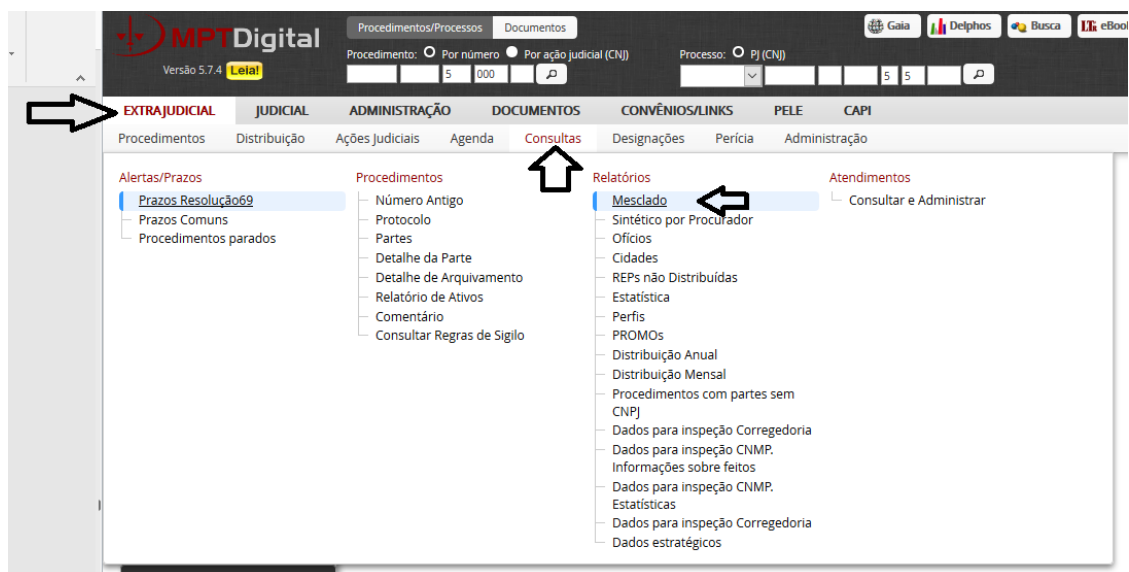 MPTDigital
Versão 5.7.4 Leia!
Procedimentos/Processos Documentos
Procedimento: Por número Por ação judicial (CNJ) Processo: PJ (CNJ)
5 000 5 5
Gaia Delphos Busca eBook
EXTRAJUDICIAL JUDICIAL ADMINISTRAÇÃO DOCUMENTOS CONVÊNIOS/LINKS PELE CAPI
Procedimentos Distribuição Ações Judiciais Agenda Consultas Designações Perícia Administração
Alertas/Prazos
Prazos Resolução69
Prazos Comuns
Procedimentos parados
Procedimentos
Número Antigo
Protocolo
Partes
Detalhe da Parte
Detalhe de Arquivamento
Relatório de Ativos
Comentário
Consultar Regras de Sigilo
Relatórios
Mesclado
Sintético por Procurador
Ofícios
Cidades
REPs não Distribuídas
Estatística
Perfis
PROMOs
Distribuição Anual
Distribuição Mensal
Procedimentos com partes sem
CNPJ
Dados para inspeção Corregedoria
Dados para inspeção CNMP.
Informações sobre feitos
Dados para inspeção CNMP.
Estatísticas
Dados para inspeção Corregedoria
Dados estratégicos
Atendimentos
Consultar e Administrar